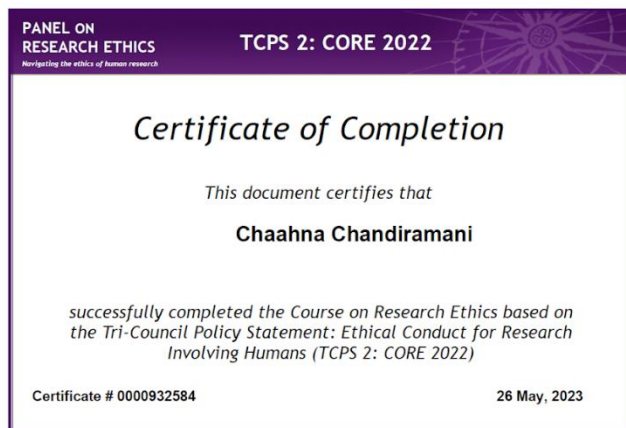 PANEL ON
RESEARCH ETHICS
Navigating the ethics of human research
TCPS 2: CORE 2022
Certificate of Completion
This document certifies that
Chaahna Chandiramani
successfully completed the Course on Research Ethics based on
the Tri-Council Policy Statement: Ethical Conduct for Research
Involving Humans (TCPS 2: CORE 2022)
Certificate # 0000932584
26 May, 2023